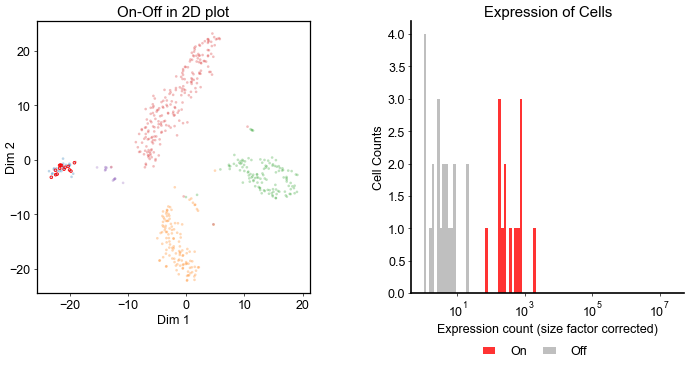 On-Off in 2D plot
Dim 2
20
10
0
−10
−20
−20 −10 0 10 20
Dim 1
Expression of Cells
Cell Counts
4.0
3.5
3.0
2.5
2.0
1.5
1.0
0.5
0.0
10^1 10^3 10^5 10^7
Expression count (size factor corrected)
On Off